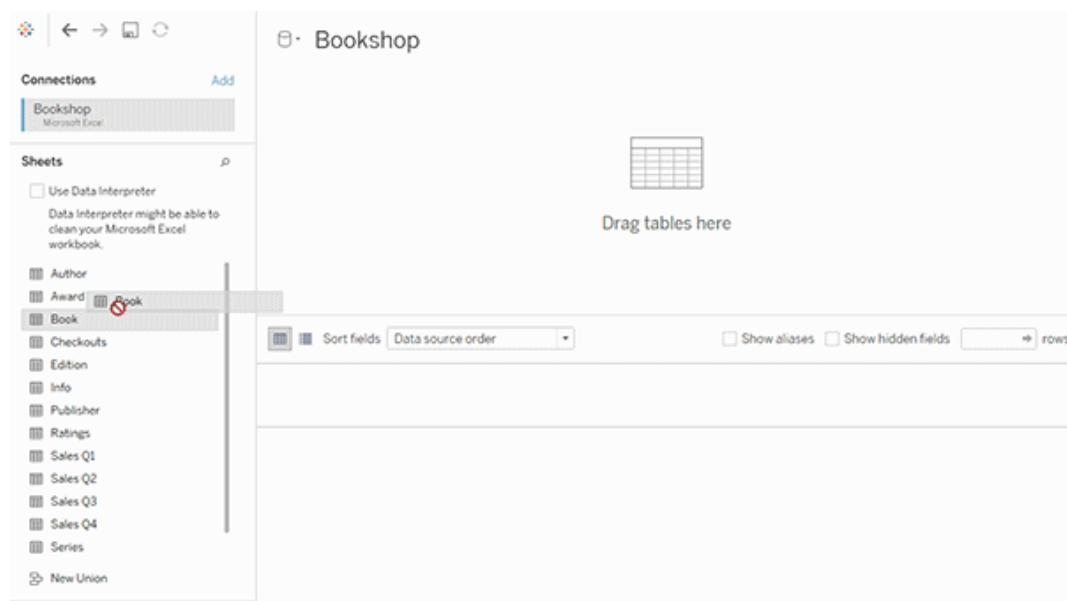 Bookshop
Connections Add
Bookshop
Microsoft Excel
Sheets
Use Data Interpreter
Data Interpreter might be able to
clean your Microsoft Excel
workbook.
Author
Award
Book
Book
Checkouts
Edition
Info
Publisher
Ratings
Sales Q1
Sales Q2
Sales Q3
Sales Q4
Series
New Union
Drag tables here
Sort fields Data source order Show aliases Show hidden fields rows